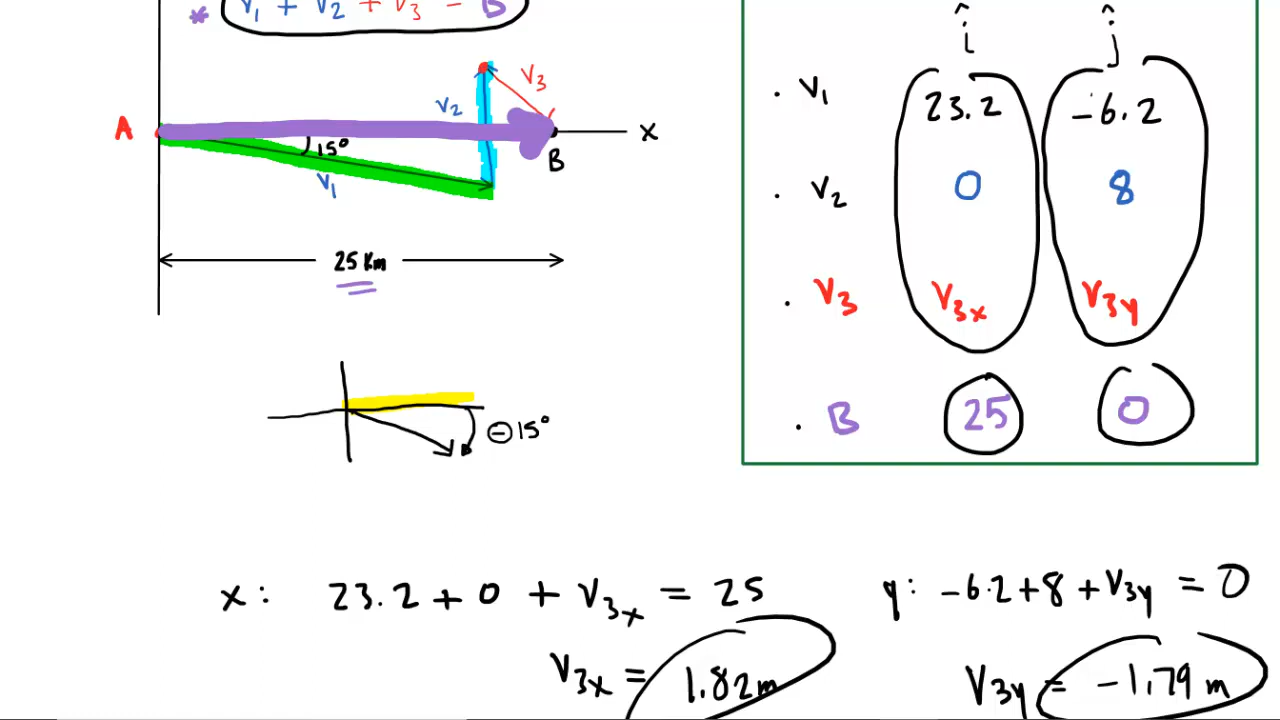 * V₁ + V₂ + V₃ = B
î ĵ
A
V₂
V₃
15°
V₁
B
x
25 Km
⊖15°
. V₁ 23.2 -6.2
. V₂ 0 8
. V₃ V₃ₓ V₃y
. B 25 0
x: 23.2 + 0 + V₃ₓ = 25
V₃ₓ = 1.82m
y: -6.2+8 +V₃y = 0
V₃y = -1.79 m